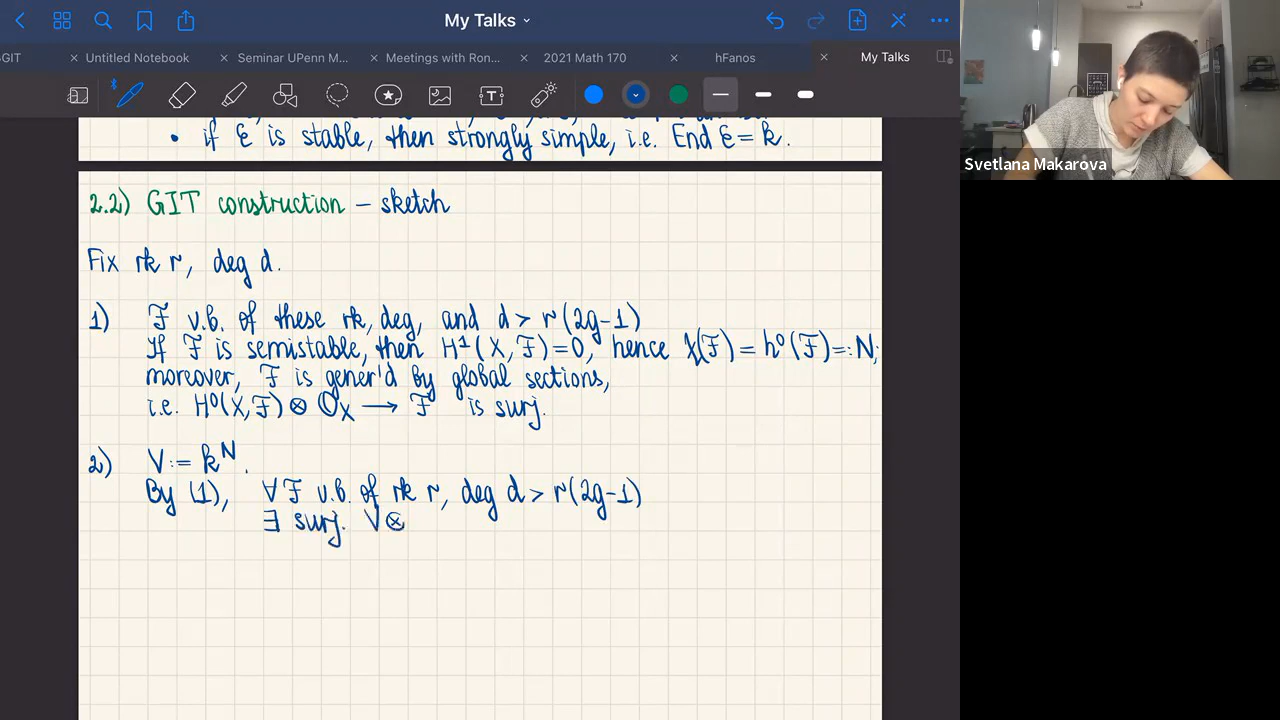 My Talks
GIT
Untitled Notebook
Seminar UPenn M...
Meetings with Ron...
2021 Math 170
hFanos
My Talks
• if ℰ is stable, then strongly simple, i.e. End ℰ = k.
2.2) GIT construction – sketch
Fix rk r, deg d.
1) ℱ v.b. of these rk, deg, and d > r(2g-1)
If ℱ is semistable, then H¹(X, ℱ) = 0, hence χ(ℱ) = h⁰(ℱ) =: N;
moreover, ℱ is gener'd by global sections,
i.e. H⁰(X, ℱ) ⊗ 𝒪_X → ℱ is surj.
2) V := k^N.
By (1), ∀ ℱ v.b. of rk r, deg d > r(2g-1)
∃ surj. V ⊗
Svetlana Makarova